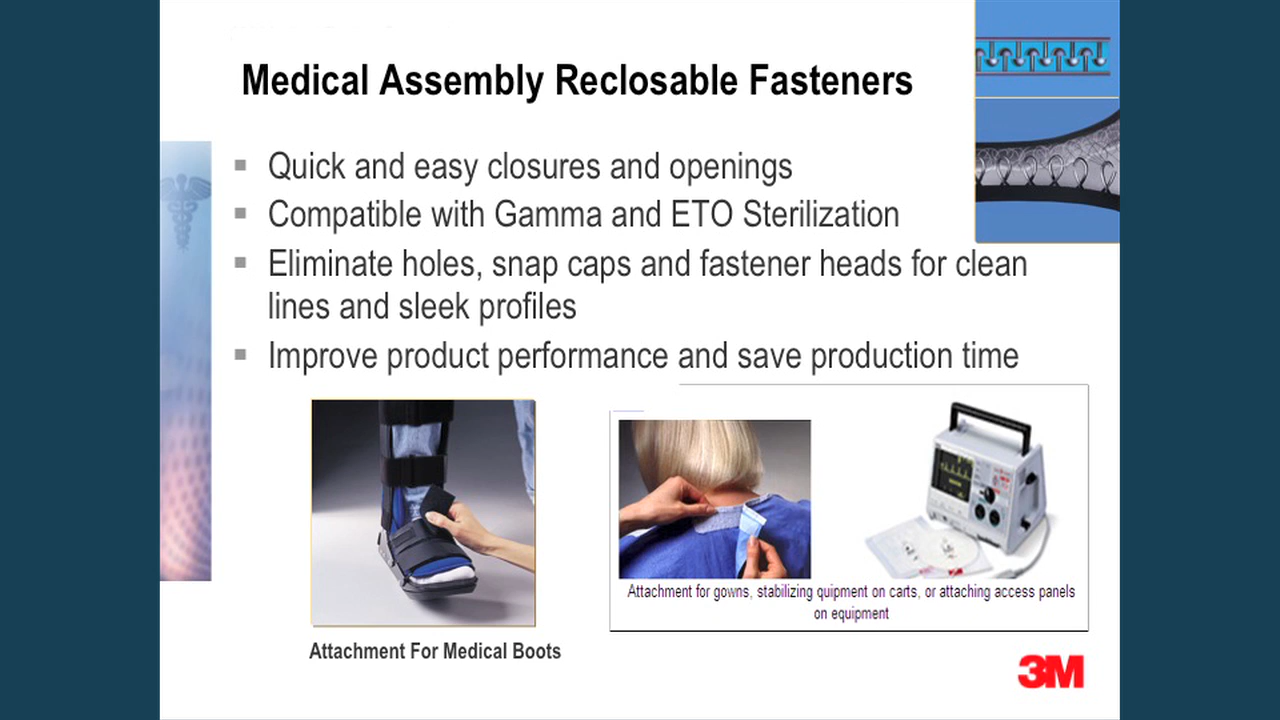 Medical Assembly Reclosable Fasteners
Quick and easy closures and openings
Compatible with Gamma and ETO Sterilization
Eliminate holes, snap caps and fastener heads for clean
lines and sleek profiles
Improve product performance and save production time
Attachment for gowns, stabilizing quipment on carts, or attaching access panels
on equipment
Attachment For Medical Boots
3M